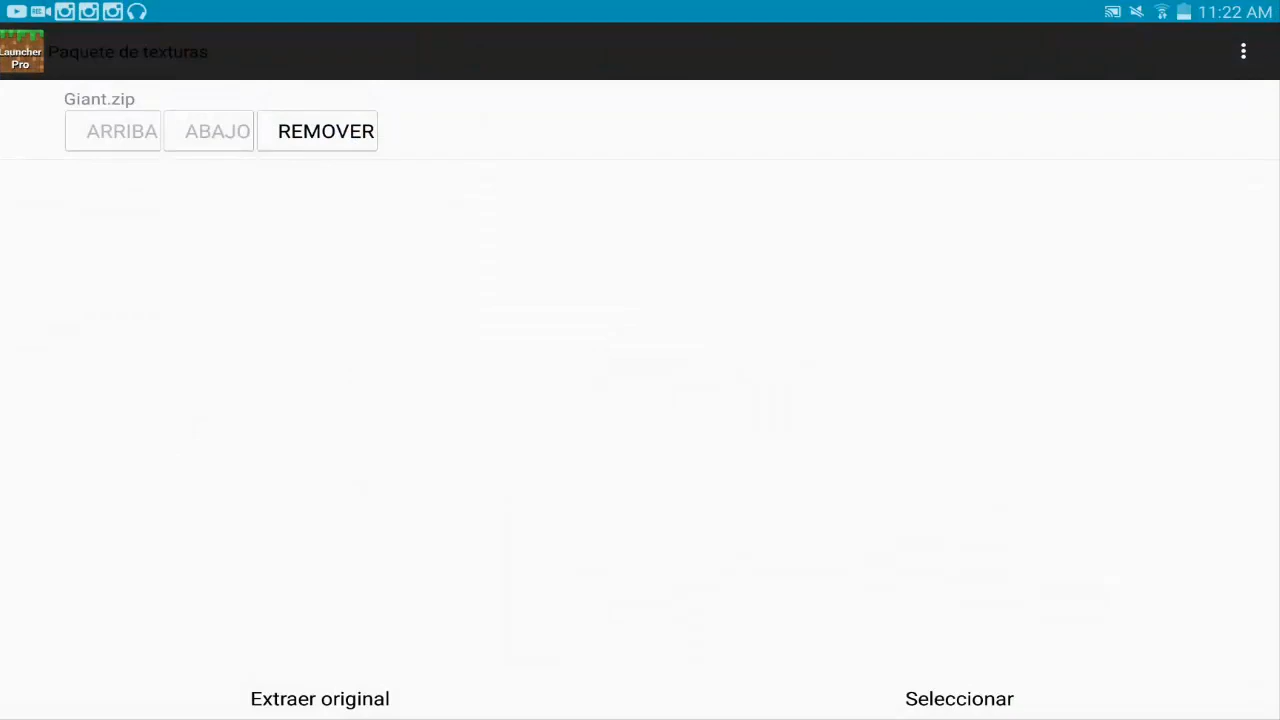 11:22 AM
Launcher
Pro
Paquete de texturas
Giant.zip
ARRIBA ABAJO REMOVER
Extraer original Seleccionar